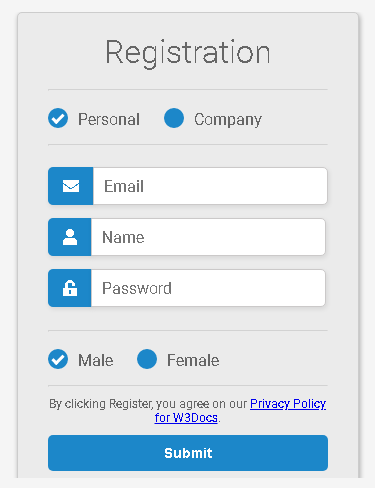 Registration
Personal Company
Email
Name
Password
Male Female
By clicking Register, you agree on our Privacy Policy
for W3Docs.
Submit